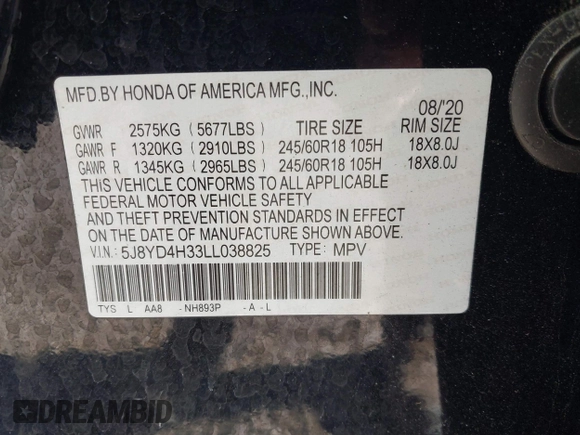 MFD.BY HONDA OF AMERICA MFG.,INC.
08/'20
GVWR 2575KG (5677LBS) TIRE SIZE RIM SIZE
GAWR F 1320KG (2910LBS) 245/60R18 105H 18X8.0J
GAWR R 1345KG (2965LBS) 245/60R18 105H 18X8.0J
THIS VEHICLE CONFORMS TO ALL APPLICABLE
FEDERAL MOTOR VEHICLE SAFETY
AND THEFT PREVENTION STANDARDS IN EFFECT
ON THE DATE OF MANUFACTURE SHOWN ABOVE.
V.I.N.: 5J8YD4H33LL038825 TYPE: MPV
TYS L AA8 -NH893P -A-L
DREAMBID